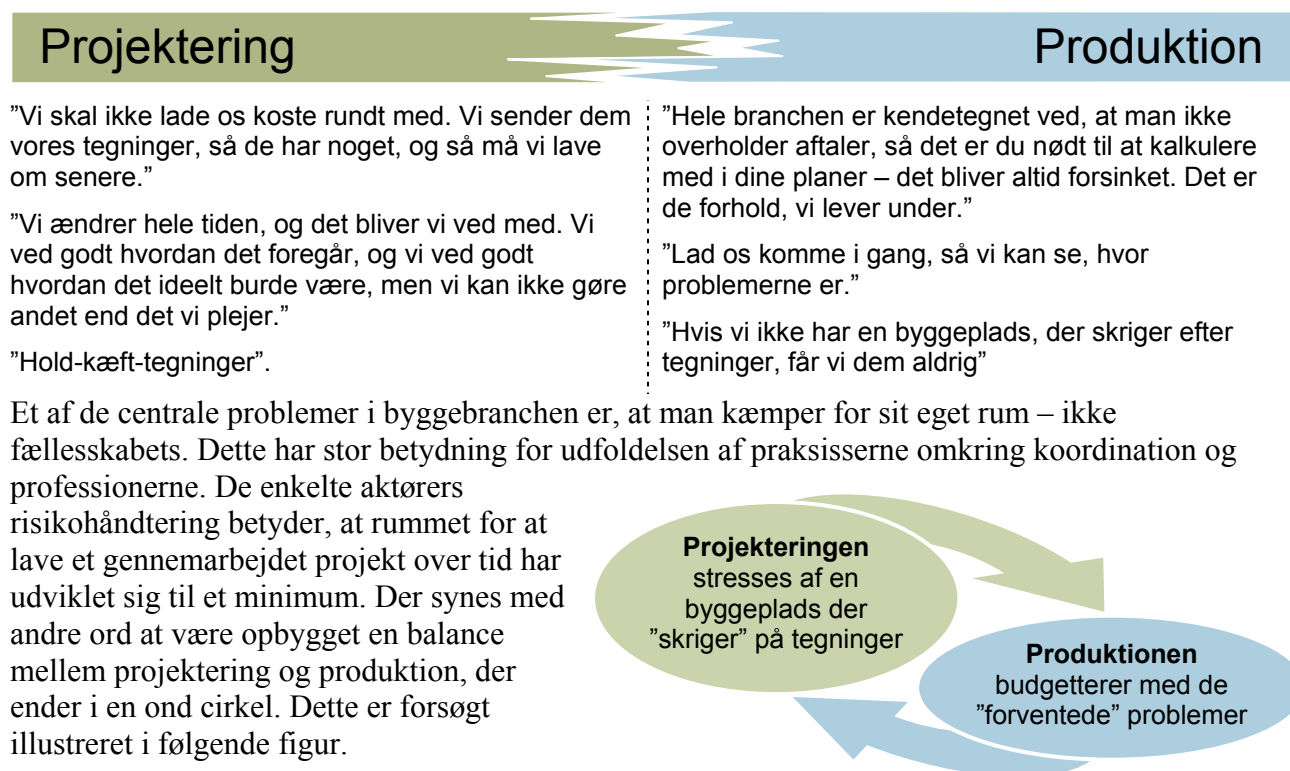 Projektering
Produktion
”Vi skal ikke lade os koste rundt med. Vi sender dem
vores tegninger, så de har noget, og så må vi lave
om senere.”
”Vi ændrer hele tiden, og det bliver vi ved med. Vi
ved godt hvordan det foregår, og vi ved godt
hvordan det ideelt burde være, men vi kan ikke gøre
andet end det vi plejer.”
”Hold-kæft-tegninger”.
”Hele branchen er kendetegnet ved, at man ikke
overholder aftaler, så det er du nødt til at kalkulere
med i dine planer – det bliver altid forsinket. Det er
de forhold, vi lever under.”
”Lad os komme i gang, så vi kan se, hvor
problemerne er.”
”Hvis vi ikke har en byggeplads, der skriger efter
tegninger, får vi dem aldrig”
Et af de centrale problemer i byggebranchen er, at man kæmper for sit eget rum – ikke
fællesskabets. Dette har stor betydning for udfoldelsen af praksisserne omkring koordination og
professionerne. De enkelte aktørers
risikohåndtering betyder, at rummet for at
lave et gennemarbejdet projekt over tid har
udviklet sig til et minimum. Der synes med
andre ord at være opbygget en balance
mellem projektering og produktion, der
ender i en ond cirkel. Dette er forsøgt
illustreret i følgende figur.
Projekteringen
stresses af en
byggeplads der
”skriger” på tegninger
Produktionen
budgetterer med de
”forventede” problemer